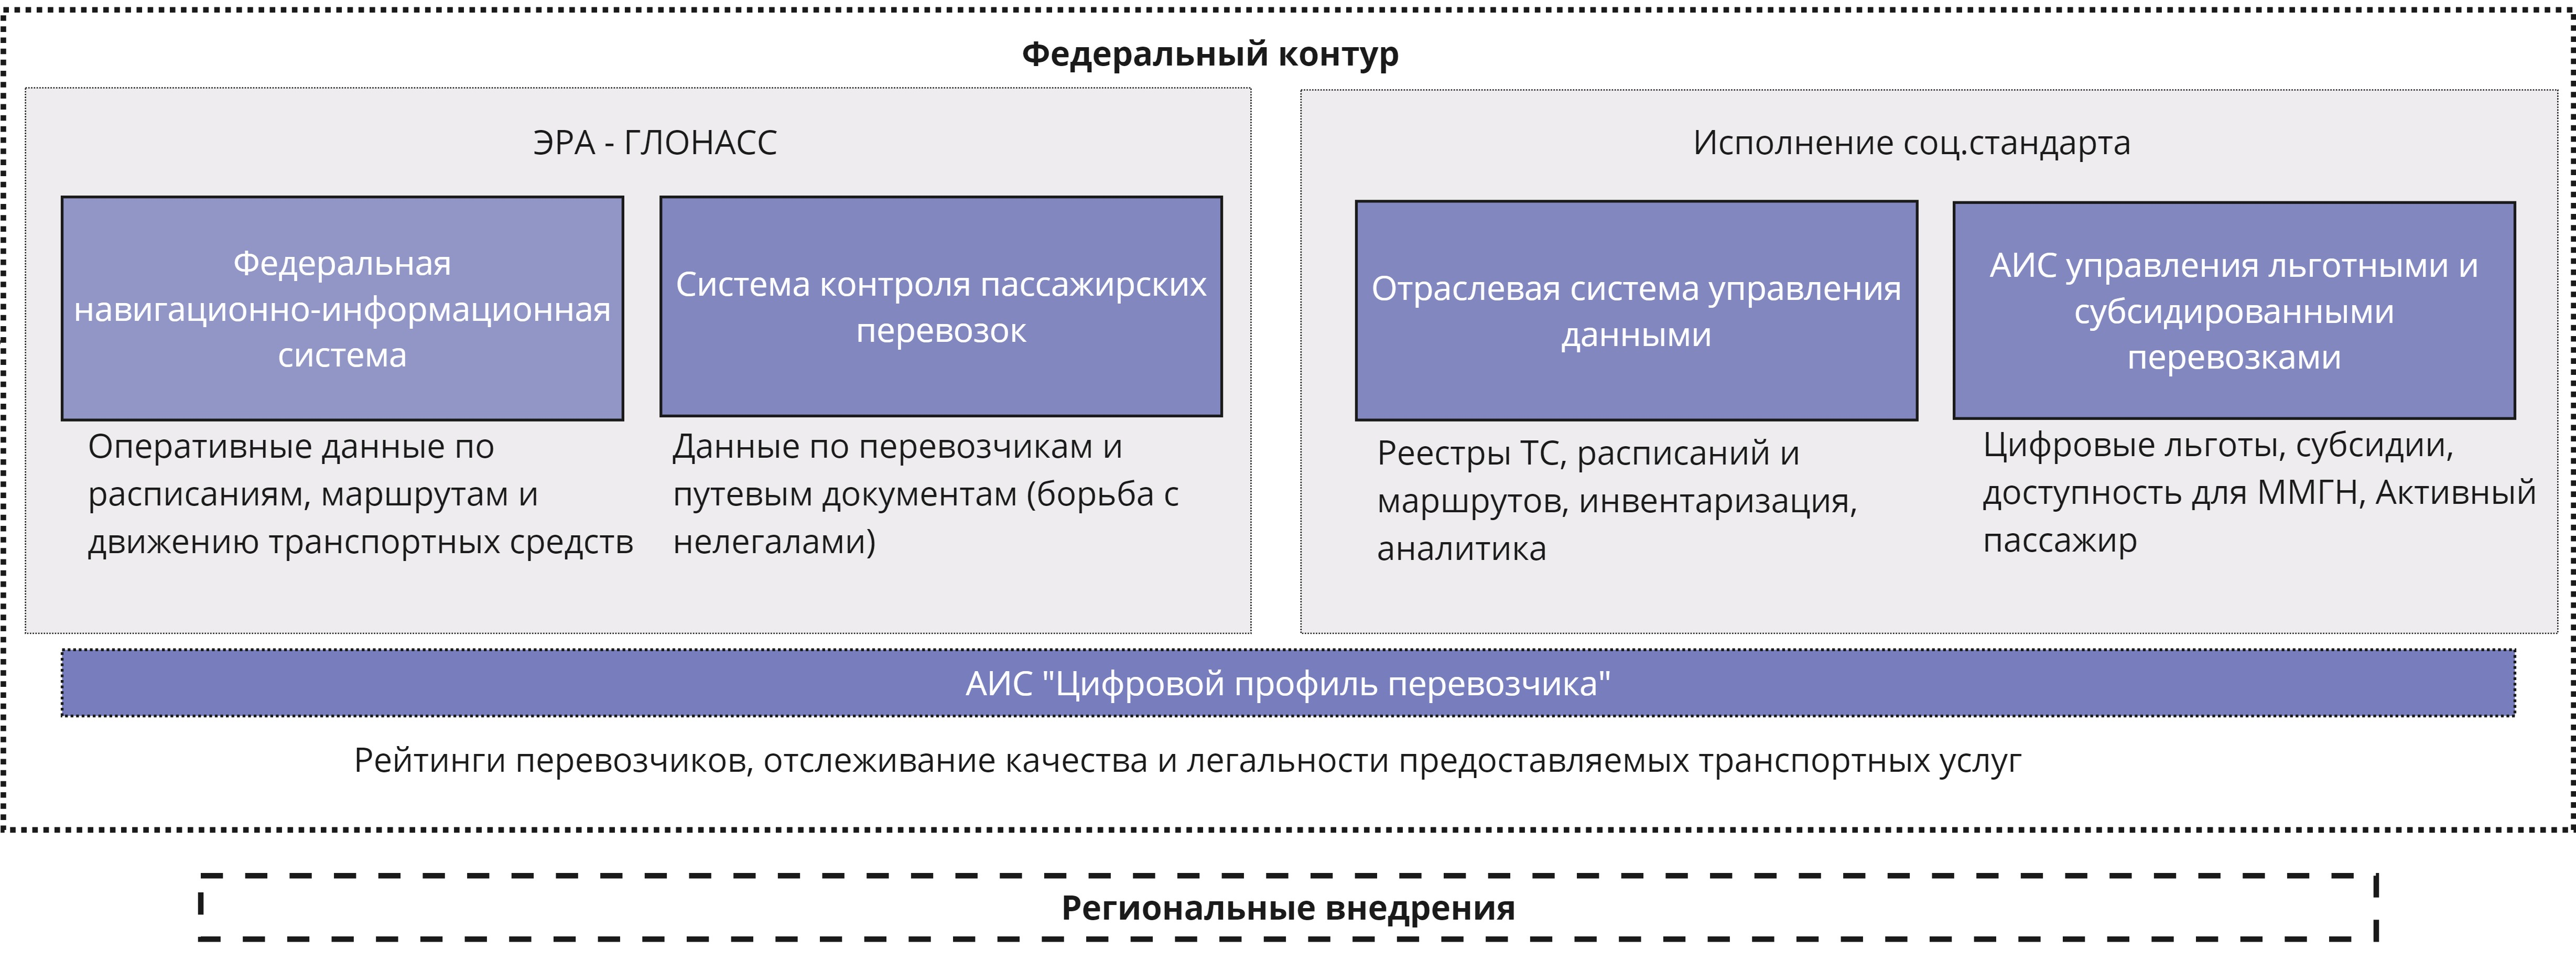 Федеральный контур
ЭРА - ГЛОНАСС
Федеральная
навигационно-информационная
система
Оперативные данные по
расписаниям, маршрутам и
движению транспортных средств
Система контроля пассажирских
перевозок
Данные по перевозчикам и
путевым документам (борьба с
нелегалами)
Исполнение соц.стандарта
Отраслевая система управления
данными
Реестры ТС, расписаний и
маршрутов, инвентаризация,
аналитика
АИС управления льготными и
субсидированными
перевозками
Цифровые льготы, субсидии,
доступность для ММГН, Активный
пассажир
АИС "Цифровой профиль перевозчика"
Рейтинги перевозчиков, отслеживание качества и легальности предоставляемых транспортных услуг
Региональные внедрения